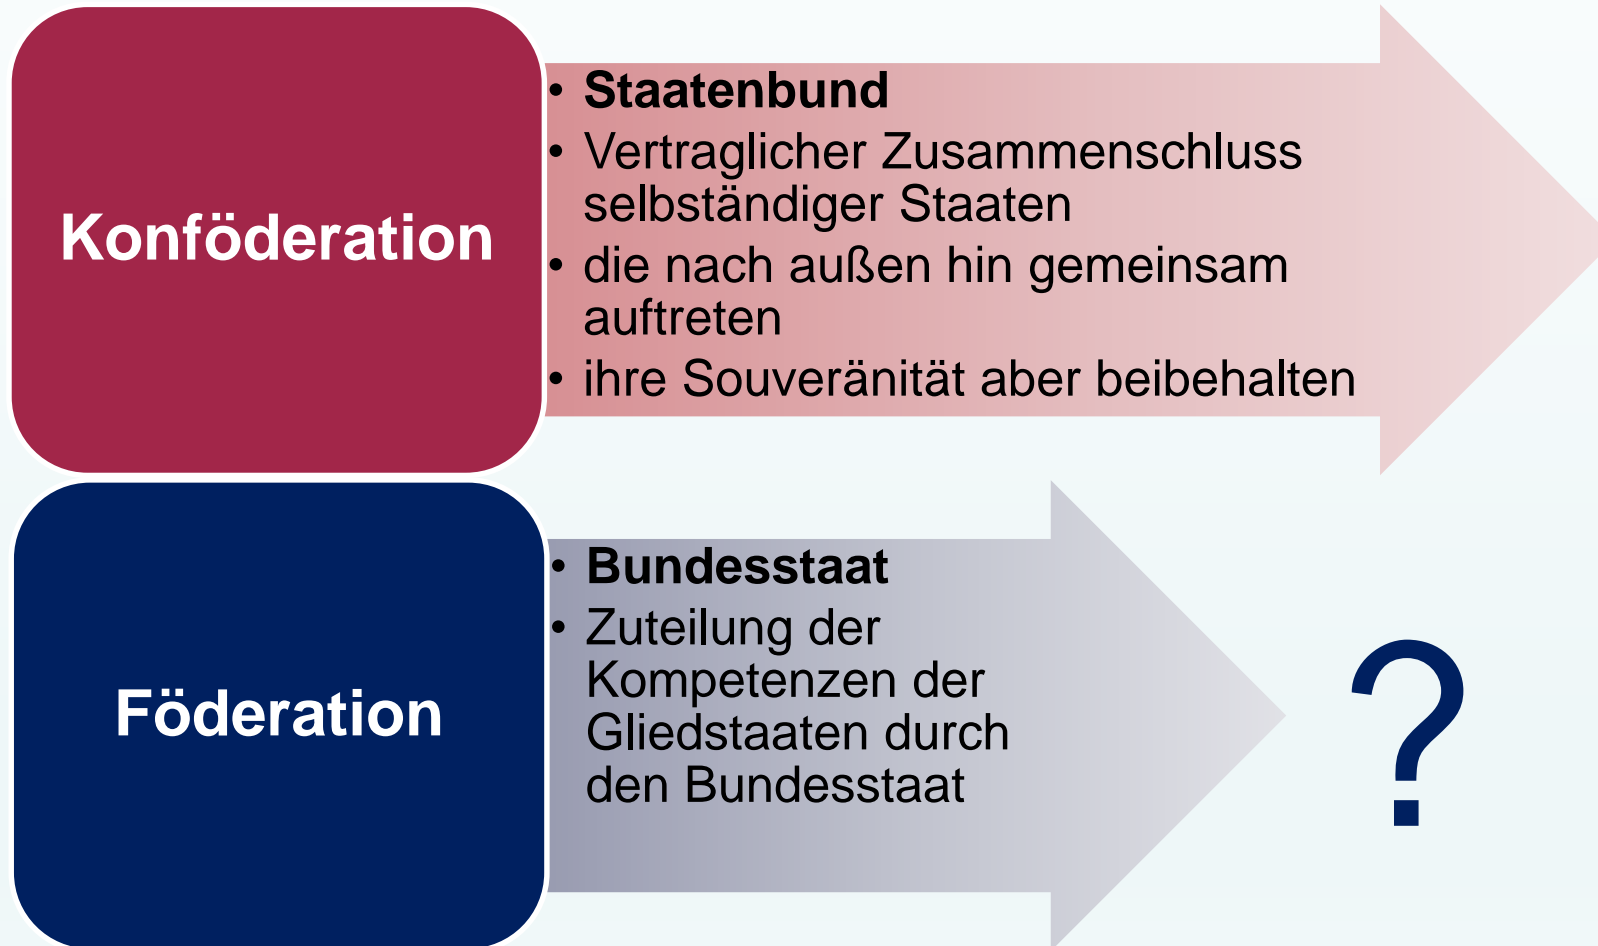 Konföderation
• Staatenbund
• Vertraglicher Zusammenschluss
selbständiger Staaten
• die nach außen hin gemeinsam
auftreten
• ihre Souveränität aber beibehalten
Föderation
• Bundesstaat
• Zuteilung der
Kompetenzen der
Gliedstaaten durch
den Bundesstaat
?